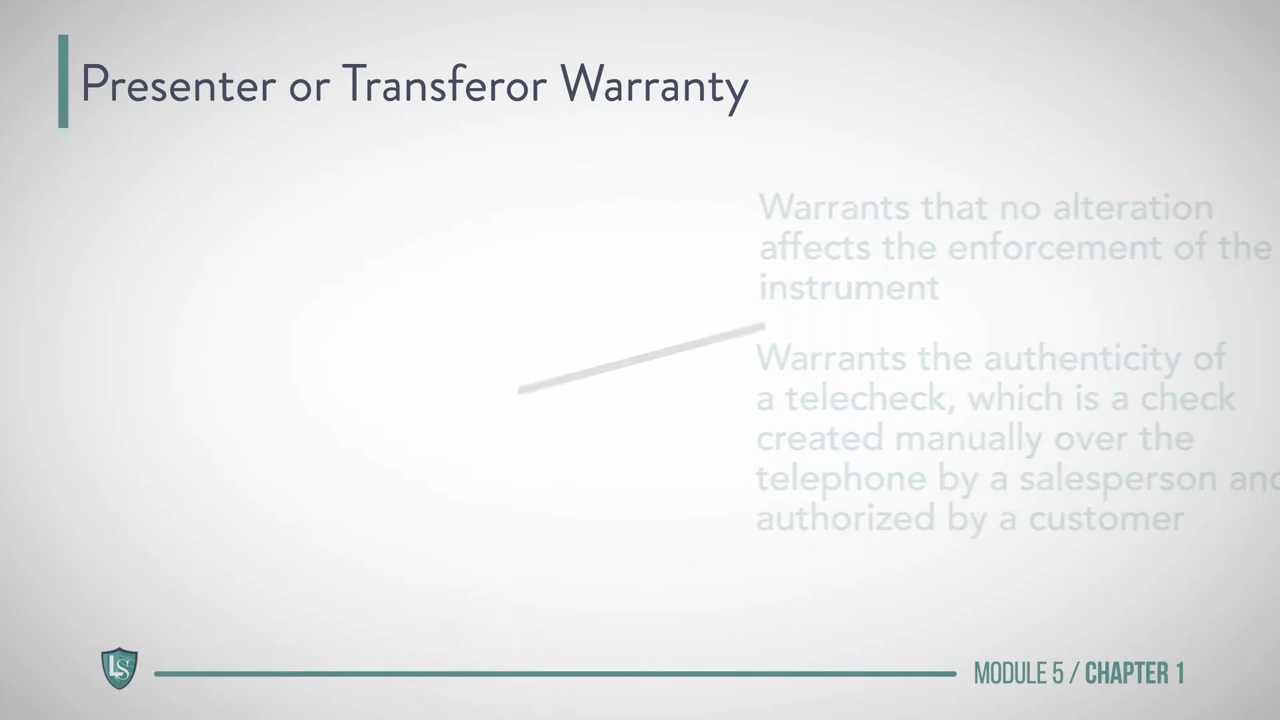 Presenter or Transferor Warranty
Warrants that no alteration
affects the enforcement of the
instrument
Warrants the authenticity of
a telecheck, which is a check
created manually over the
telephone by a salesperson and
authorized by a customer
LS
MODULE 5 / CHAPTER 1